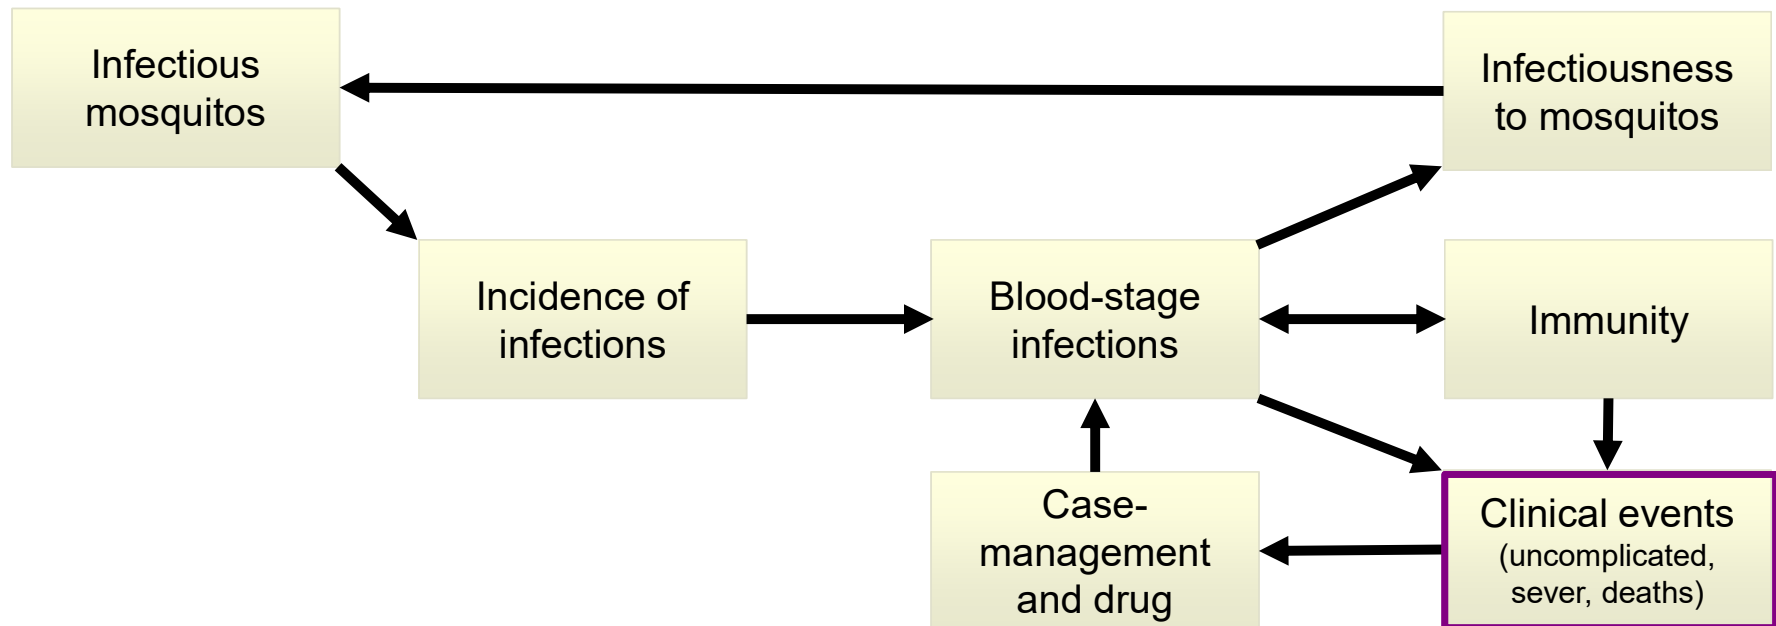 Infectious
mosquitos
Infectiousness
to mosquitos
Incidence of
infections
Blood-stage
infections
Immunity
Case-
management
and drug
Clinical events
(uncomplicated,
sever, deaths)